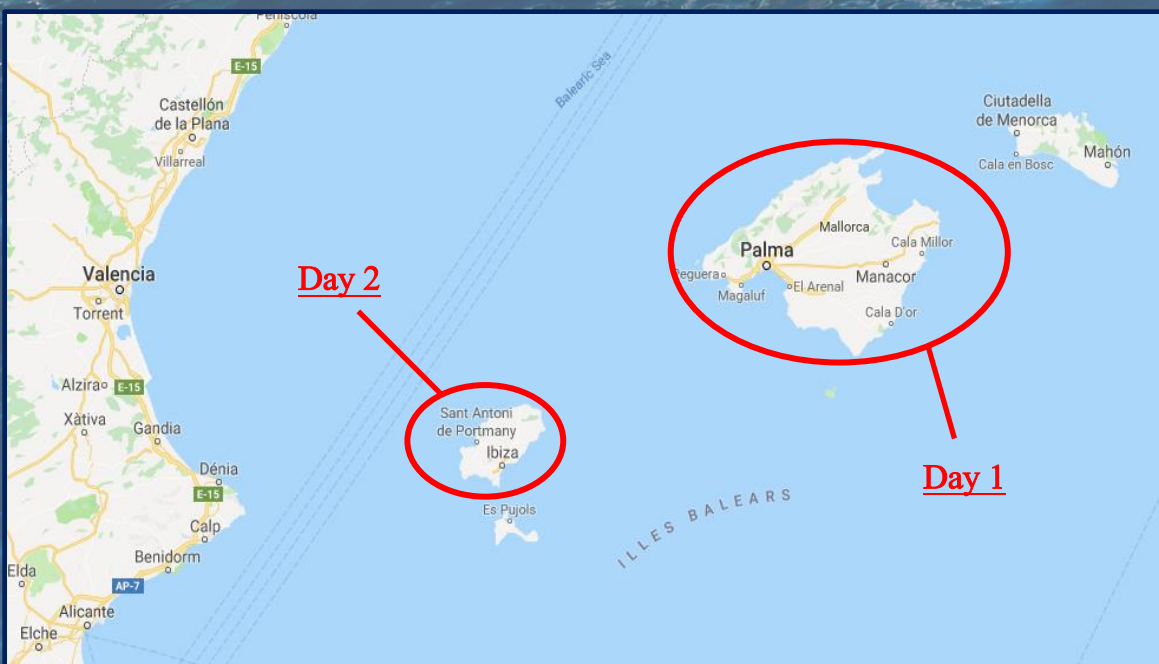 Peñíscola
E-15
Castellón
de la Plana
Villarreal
Balearic Sea
Ciutadella
de Menorca
Mahón
Cala en Bosc
Mallorca
Palma
Cala Millor
Peguera
Manacor
Magaluf
El Arenal
Cala D'or
Valencia
Torrent
Day 2
Alzira
E-15
Xàtiva
Gandia
Sant Antoni
de Portmany
Ibiza
Dénia
E-15
Es Pujols
Day 1
ILLES BALEARS
Calp
Benidorm
Elda
AP-7
Alicante
Elche